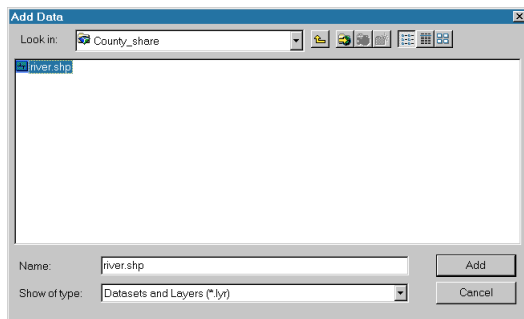 Add Data
Look in: County_share
river.shp
Name: river.shp Add
Show of type: Datasets and Layers (*.lyr) Cancel